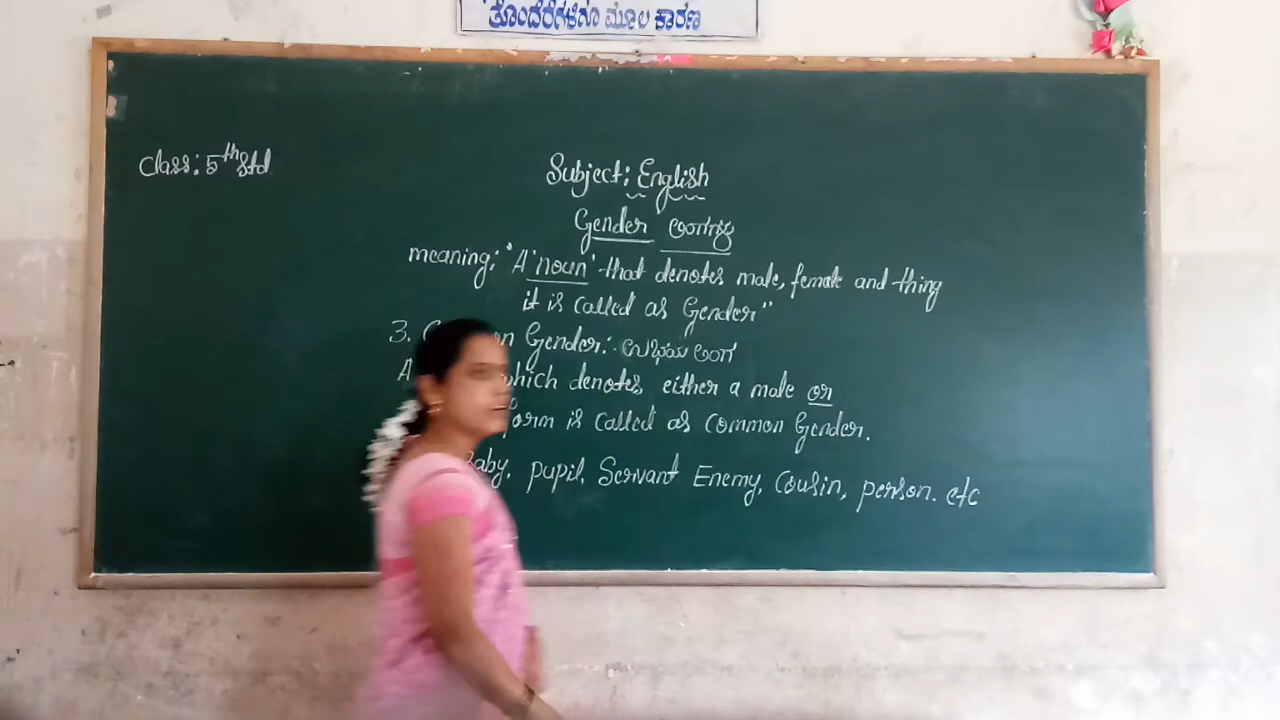 ತೊಂದರೆಗಳಿಗೂ ಮೂಲ ಕಾರಣ
Class: 5th Std
Subject: English
Gender ಲಿಂಗಗಳು
meaning: "A 'noun' that denotes male, female and thing
it is called as Gender"
3. Gender: ಉಭಯ ಲಿಂಗ
A which denotes either a male or
form is called as Common Gender.
Baby, pupil, Servant Enemy, Cousin, person. etc